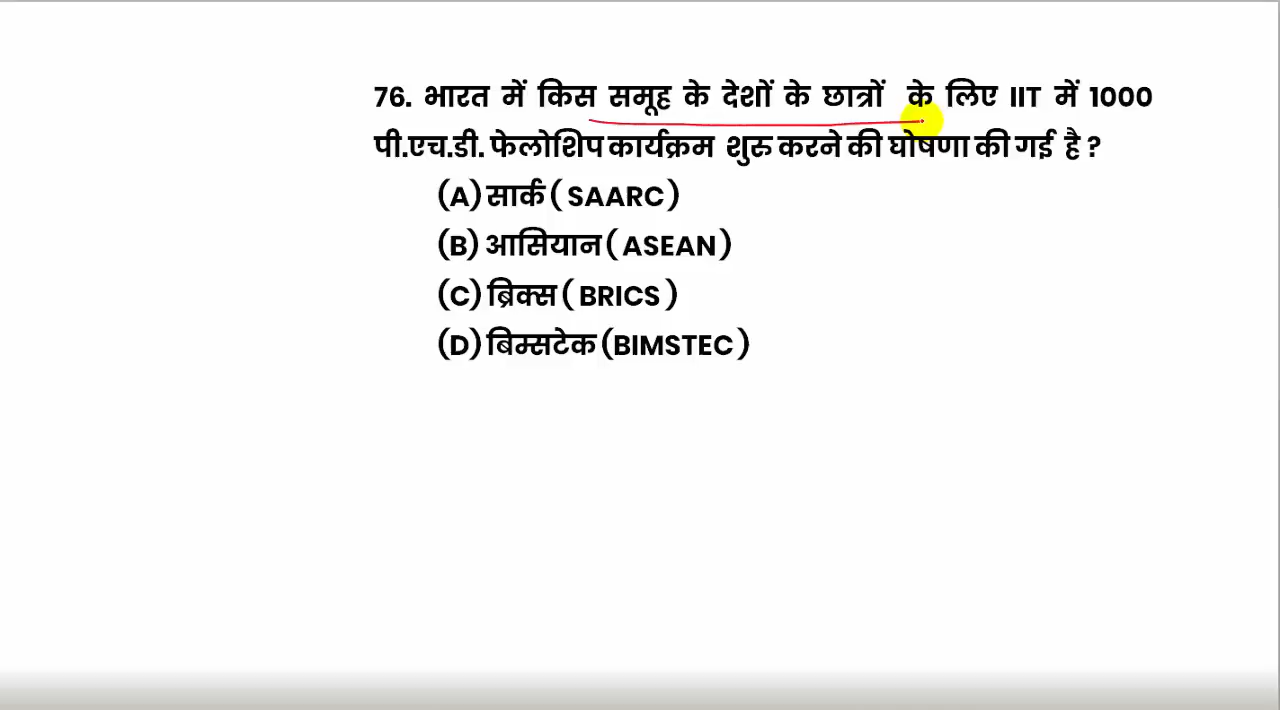 76. भारत में किस समूह के देशों के छात्रों के लिए IIT में 1000
पी.एच.डी. फेलोशिप कार्यक्रम शुरु करने की घोषणा की गई है ?
(A) सार्क ( SAARC )
(B) आसियान ( ASEAN )
(C) ब्रिक्स ( BRICS )
(D) बिम्सटेक (BIMSTEC )